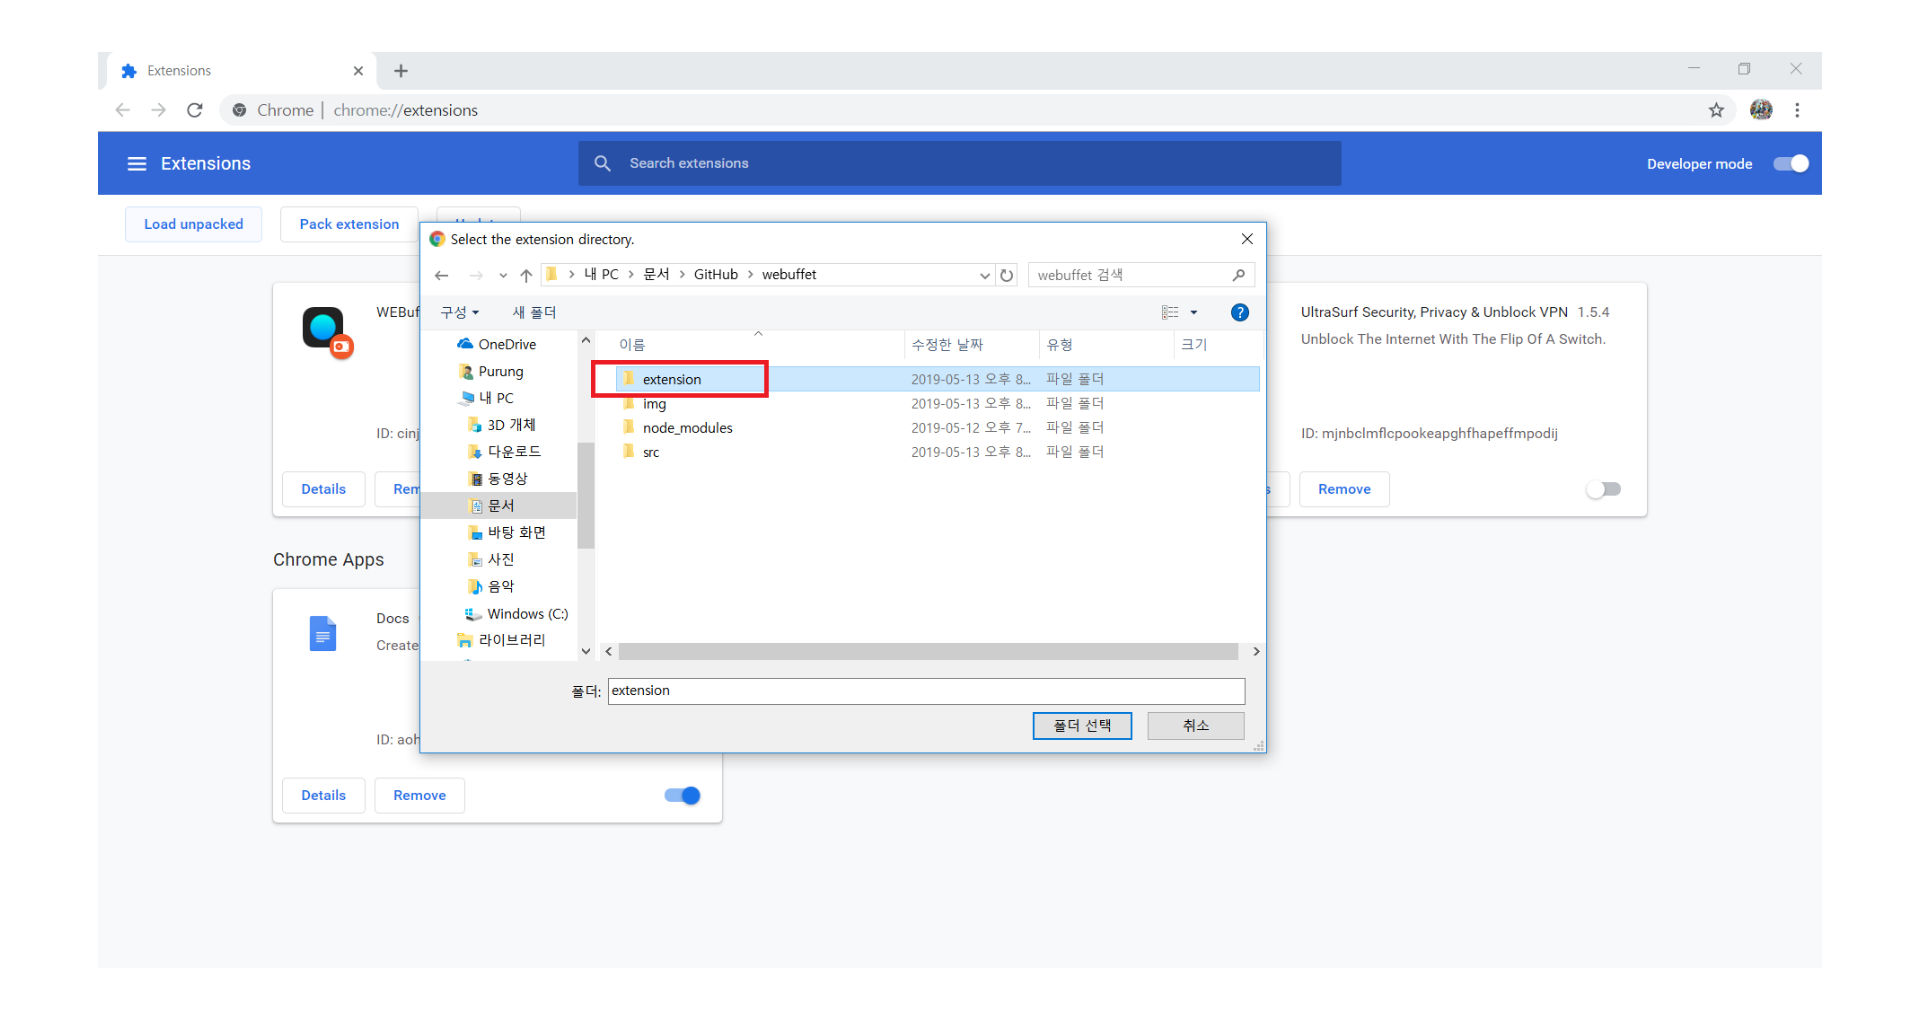 Extensions
Chrome | chrome://extensions
Extensions
Search extensions
Developer mode
Load unpacked
Pack extension
Select the extension directory.
내 PC > 문서 > GitHub > webuffet
webuffet 검색
구성
새 폴더
OneDrive
Purung
내 PC
3D 개체
다운로드
동영상
문서
바탕 화면
사진
음악
Windows (C:)
라이브러리
이름
수정한 날짜
유형
크기
extension
2019-05-13 오후 8...
파일 폴더
img
2019-05-13 오후 8...
파일 폴더
node_modules
2019-05-12 오후 7...
파일 폴더
src
2019-05-13 오후 8...
파일 폴더
폴더:
extension
폴더 선택
취소
WEBuf
ID: cinj
Details
Rem
UltraSurf Security, Privacy & Unblock VPN 1.5.4
Unblock The Internet With The Flip Of A Switch.
ID: mjnbclmflcpookeapghfhapeffmpodij
s
Remove
Chrome Apps
Docs
Create
ID: aoh
Details
Remove